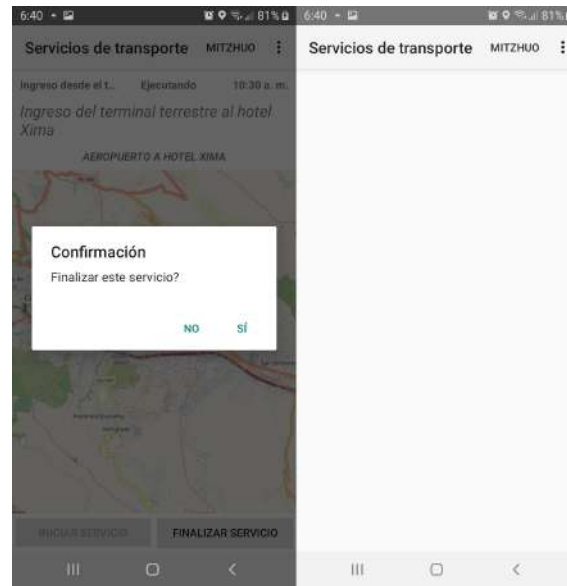 6:40
81%
Servicios de transporte MITZHUO
Ingreso desde el t... Ejecutando 10:30 a. m.
Ingreso del terminal terrestre al hotel
Xima
AEROPUERTO A HOTEL XIMA
Confirmación
Finalizar este servicio?
NO SÍ
INICIAR SERVICIO FINALIZAR SERVICIO
6:40
81%
Servicios de transporte MITZHUO